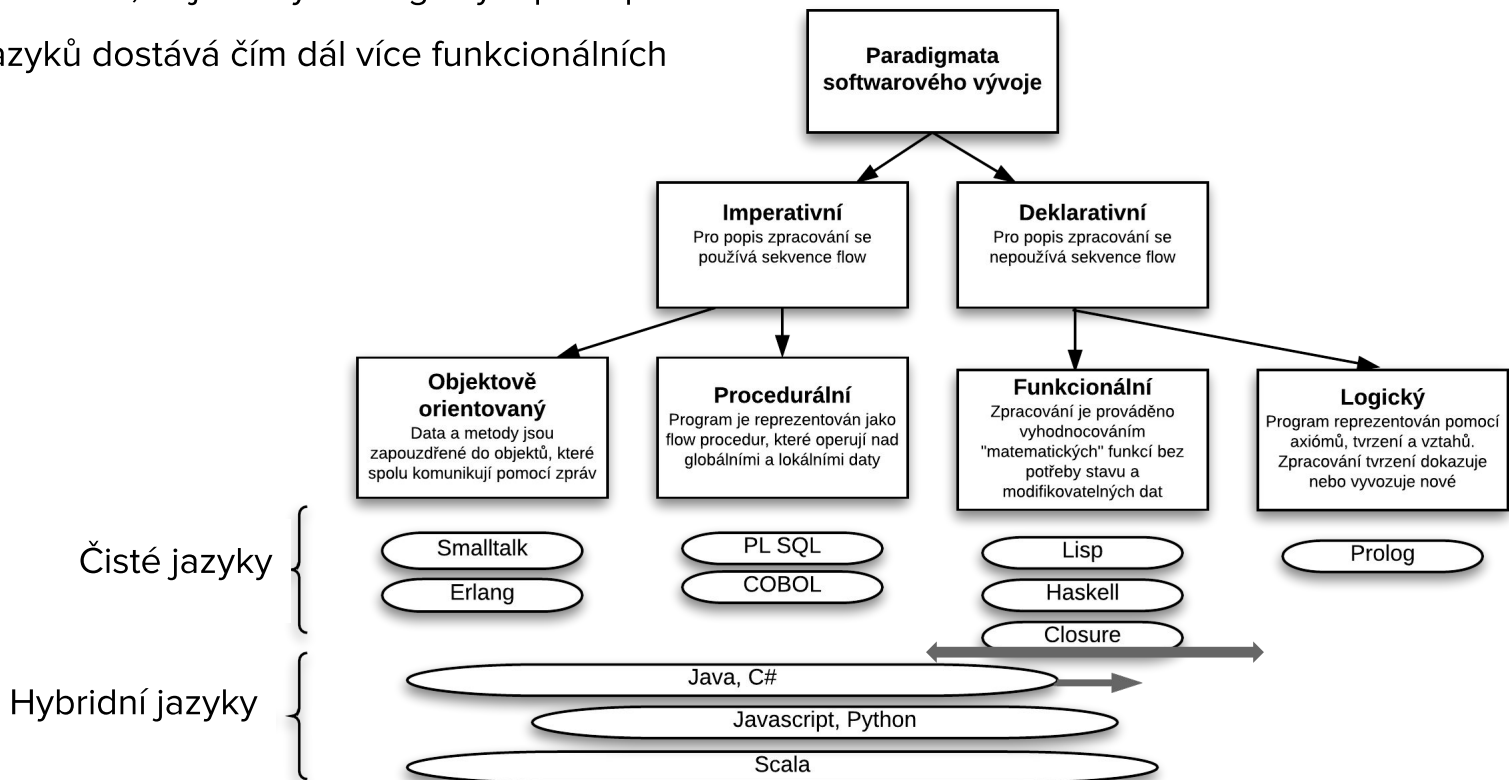 azyků dostává čím dál více funkcionálních
Paradigmata
softwarového vývoje
Imperativní
Pro popis zpracování se
používá sekvence flow
Deklarativní
Pro popis zpracování se
nepoužívá sekvence flow
Objektově
orientovaný
Data a metody jsou
zapouzdřené do objektů, které
spolu komunikují pomocí zpráv
Procedurální
Program je reprezentován jako
flow procedur, které operují nad
globálními a lokálními daty
Funkcionální
Zpracování je prováděno
vyhodnocováním
"matematických" funkcí bez
potřeby stavu a
modifikovatelných dat
Logický
Program reprezentován pomocí
axiómů, tvrzení a vztahů.
Zpracování tvrzení dokazuje
nebo vyvozuje nové
Čisté jazyky
Smalltalk
Erlang
PL SQL
COBOL
Lisp
Haskell
Closure
Prolog
Hybridní jazyky
Java, C#
Javascript, Python
Scala